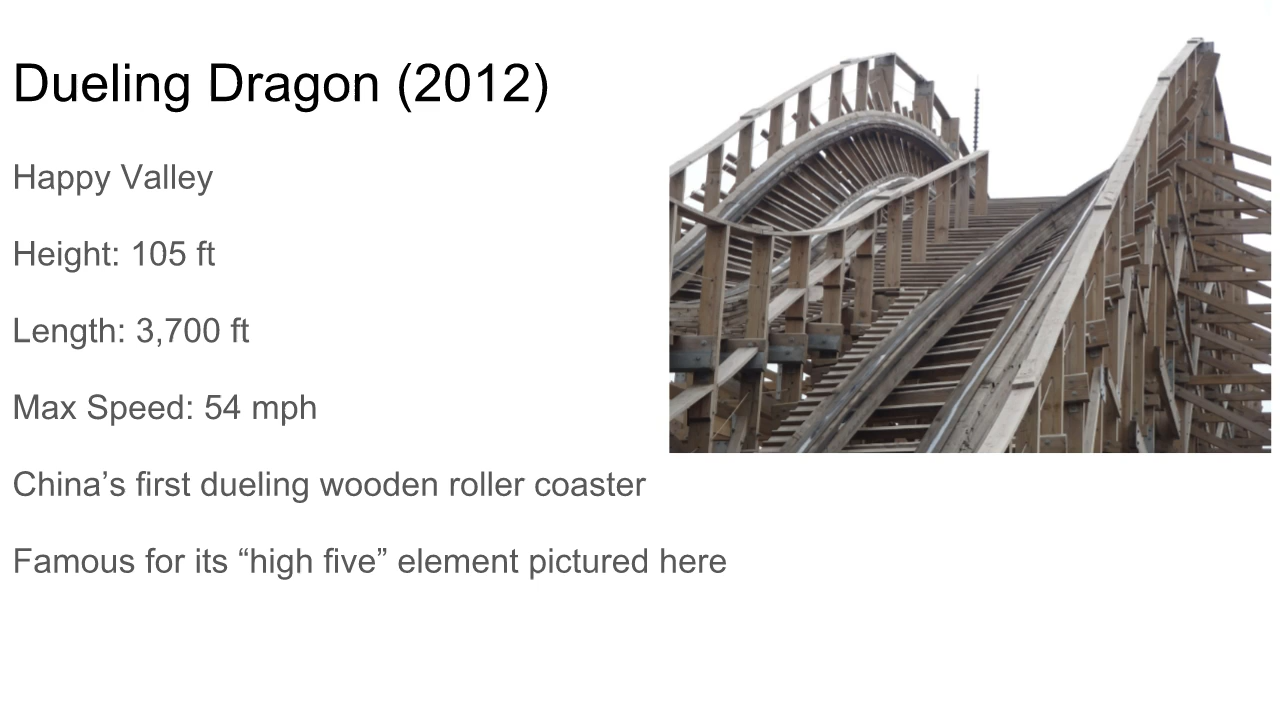 Dueling Dragon (2012)
Happy Valley
Height: 105 ft
Length: 3,700 ft
Max Speed: 54 mph
China’s first dueling wooden roller coaster
Famous for its “high five” element pictured here